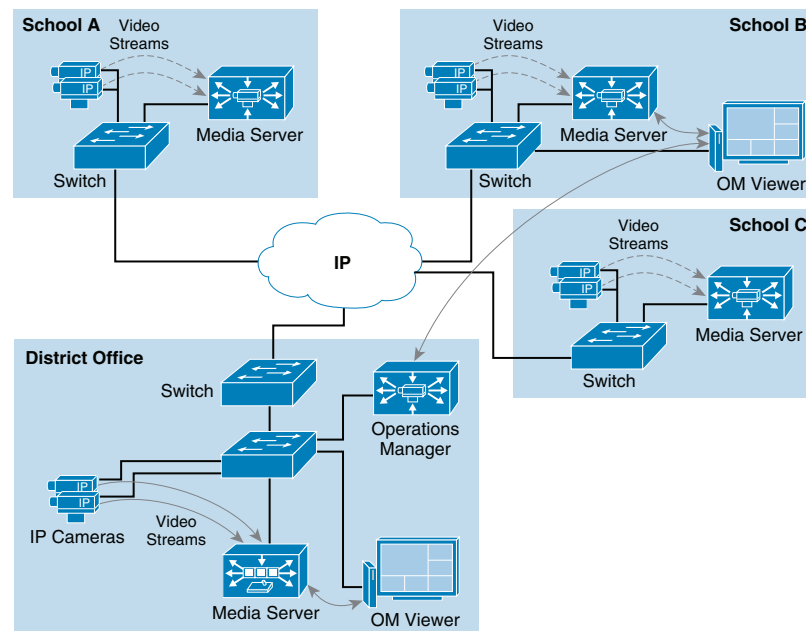 School A
Video
Streams
IP
IP
Media Server
Switch
School B
Video
Streams
IP
IP
Media Server
Switch
OM Viewer
School C
Video
Streams
IP
IP
Media Server
Switch
IP
District Office
Switch
Operations
Manager
IP
IP
IP Cameras
Video
Streams
Media Server
OM Viewer